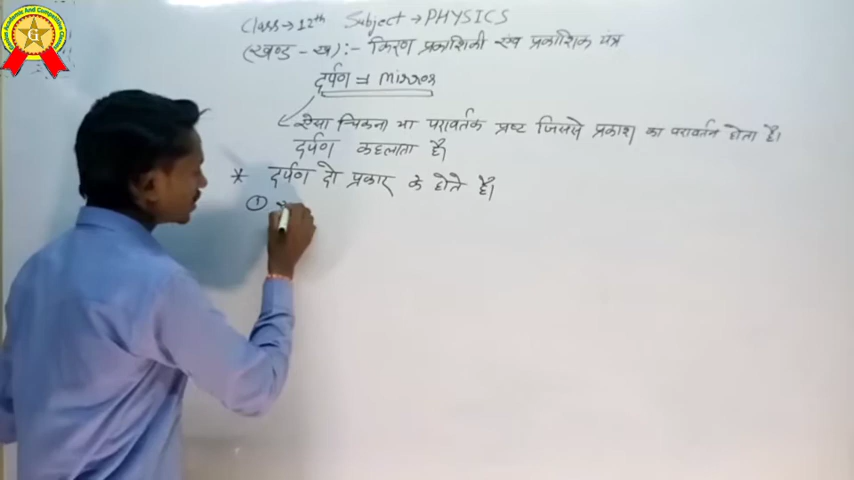 Class → 12th Subject → PHYSICS
(खण्ड - ख) :- किरण प्रकाशिकी एवं प्रकाशिक यंत्र
दर्पण = Mirror
ऐसा चिकना या परावर्तक प्रष्ट जिससे प्रकाश का परावर्तन होता है।
दर्पण कहलाता है।
* दर्पण दो प्रकार के होते है।
①
G